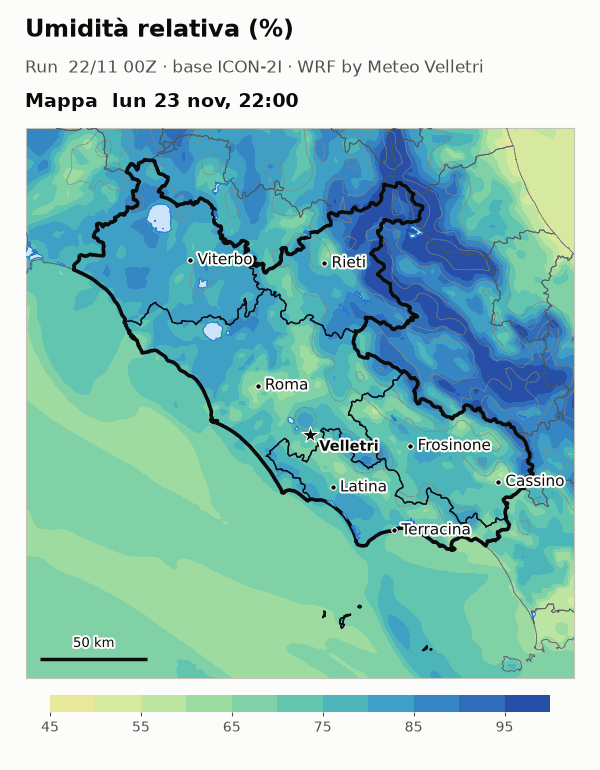 Umidità relativa (%)
Run  22/11 00Z · base ICON-2I · WRF by Meteo Velletri
Mappa  lun 23 nov, 22:00
Viterbo
Rieti
Roma
Velletri
Frosinone
Latina
Cassino
Terracina
50 km
45 55 65 75 85 95